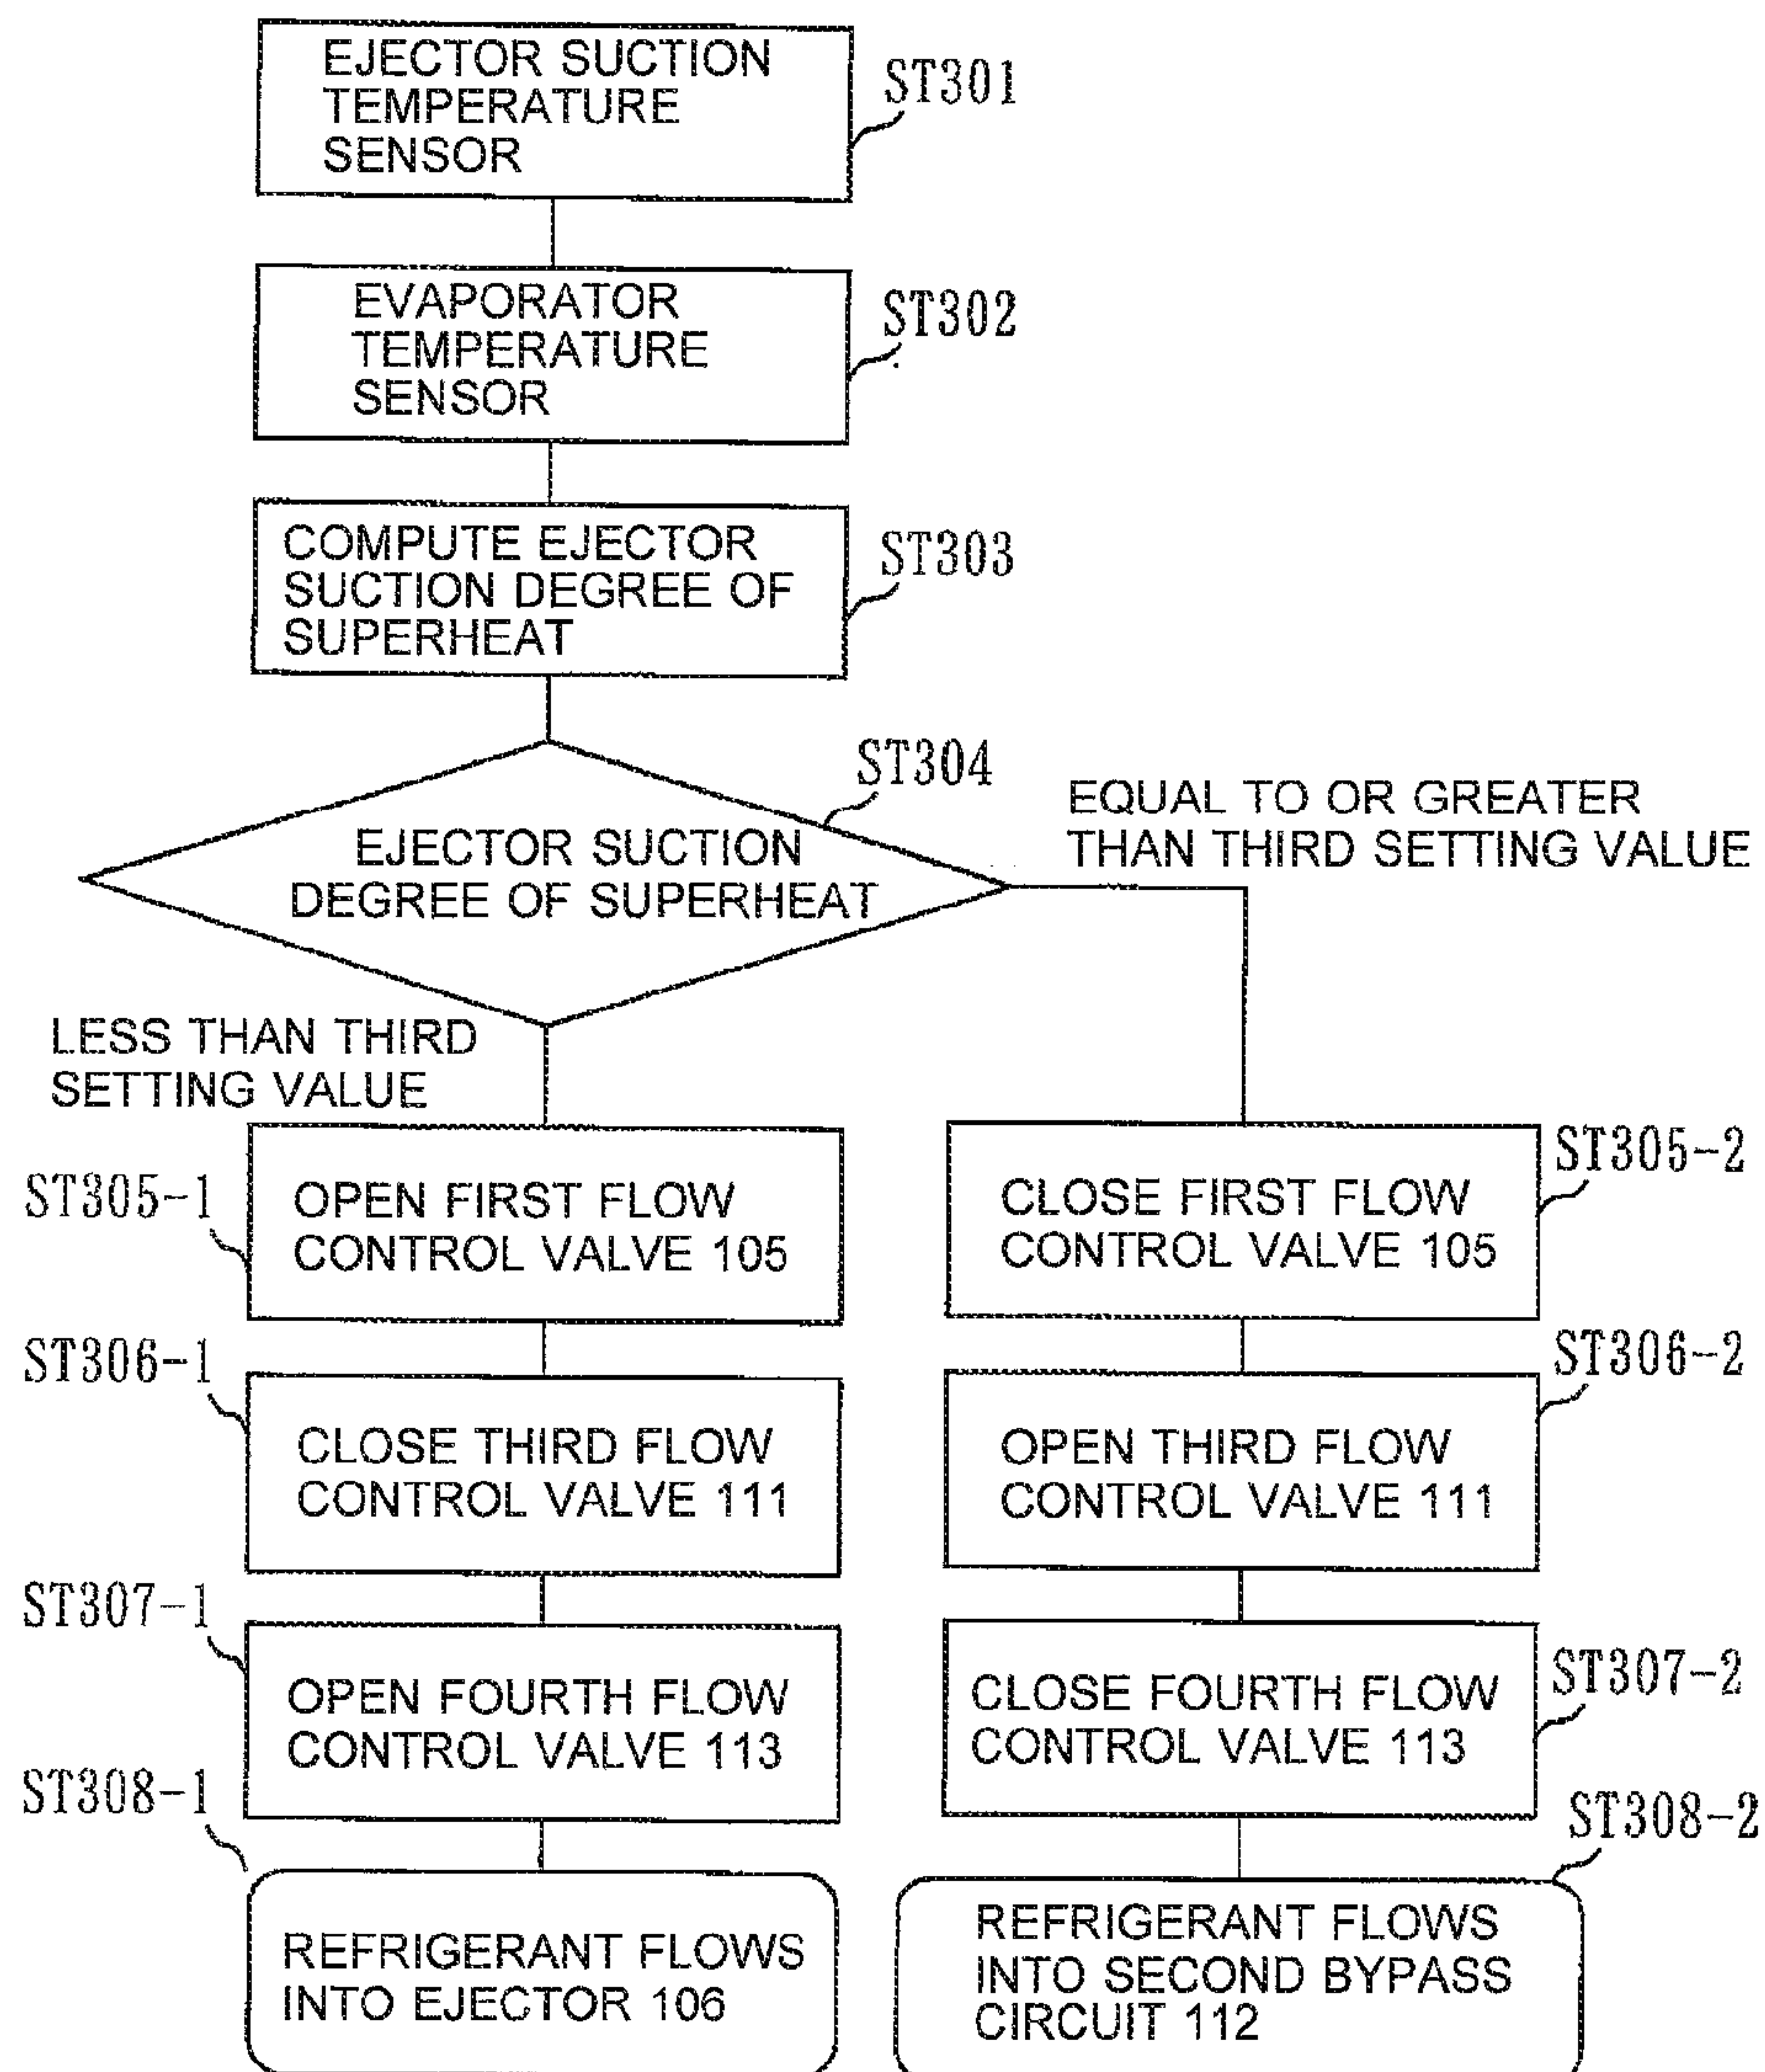 EJECTOR SUCTION
TEMPERATURE
SENSOR
ST301
EVAPORATOR
TEMPERATURE
SENSOR
ST302
COMPUTE EJECTOR
SUCTION DEGREE OF
SUPERHEAT
ST303
ST304
EJECTOR SUCTION
DEGREE OF SUPERHEAT
EQUAL TO OR GREATER
THAN THIRD SETTING VALUE
LESS THAN THIRD
SETTING VALUE
ST305-1
OPEN FIRST FLOW
CONTROL VALVE 105
CLOSE FIRST FLOW
CONTROL VALVE 105
ST305-2
ST306-1
CLOSE THIRD FLOW
CONTROL VALVE 111
OPEN THIRD FLOW
CONTROL VALVE 111
ST306-2
ST307-1
OPEN FOURTH FLOW
CONTROL VALVE 113
CLOSE FOURTH FLOW
CONTROL VALVE 113
ST307-2
ST308-1
REFRIGERANT FLOWS
INTO EJECTOR 106
REFRIGERANT FLOWS
INTO SECOND BYPASS
CIRCUIT 112
ST308-2